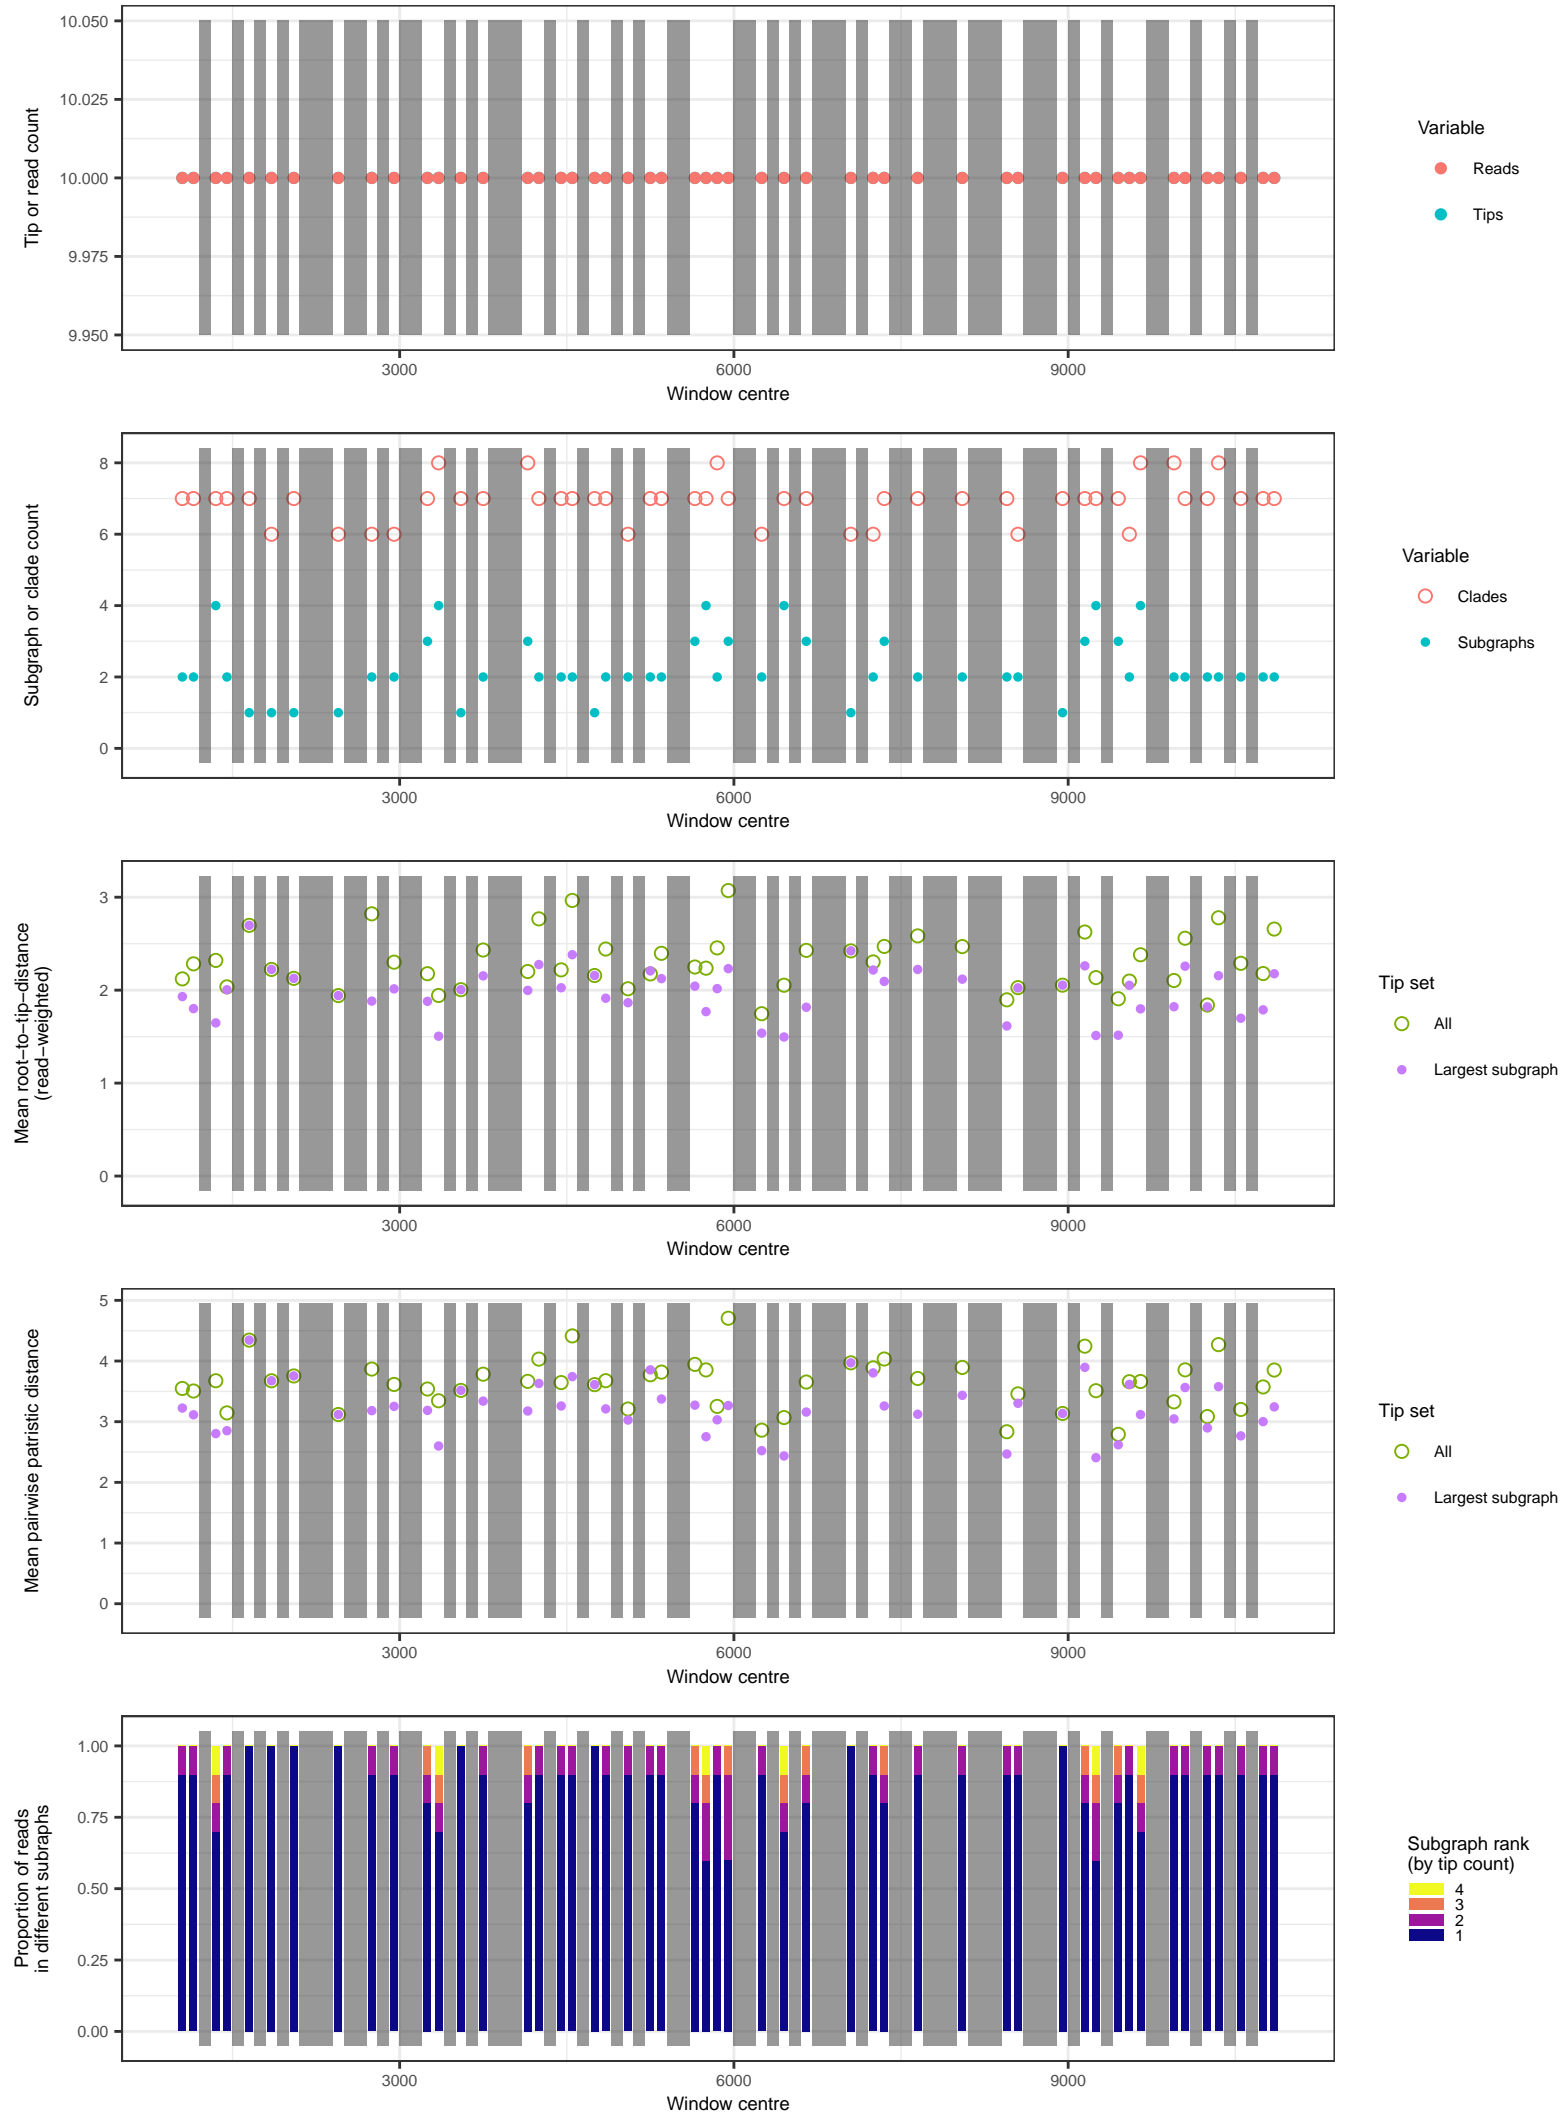 10.050
10.025
10.000
9.975
9.950
Tip or read count
3000 6000 9000
Window centre
Variable
Reads
Tips
8
6
4
2
0
Subgraph or clade count
3000 6000 9000
Window centre
Variable
Clades
Subgraphs
3
2
1
0
Mean root−to−tip−distance
(read−weighted)
3000 6000 9000
Window centre
Tip set
All
Largest subgraph
5
4
3
2
1
0
Mean pairwise patristic distance
3000 6000 9000
Window centre
Tip set
All
Largest subgraph
1.00
0.75
0.50
0.25
0.00
Proportion of reads
in different subraphs
3000 6000 9000
Window centre
Subgraph rank
(by tip count)
4
3
2
1